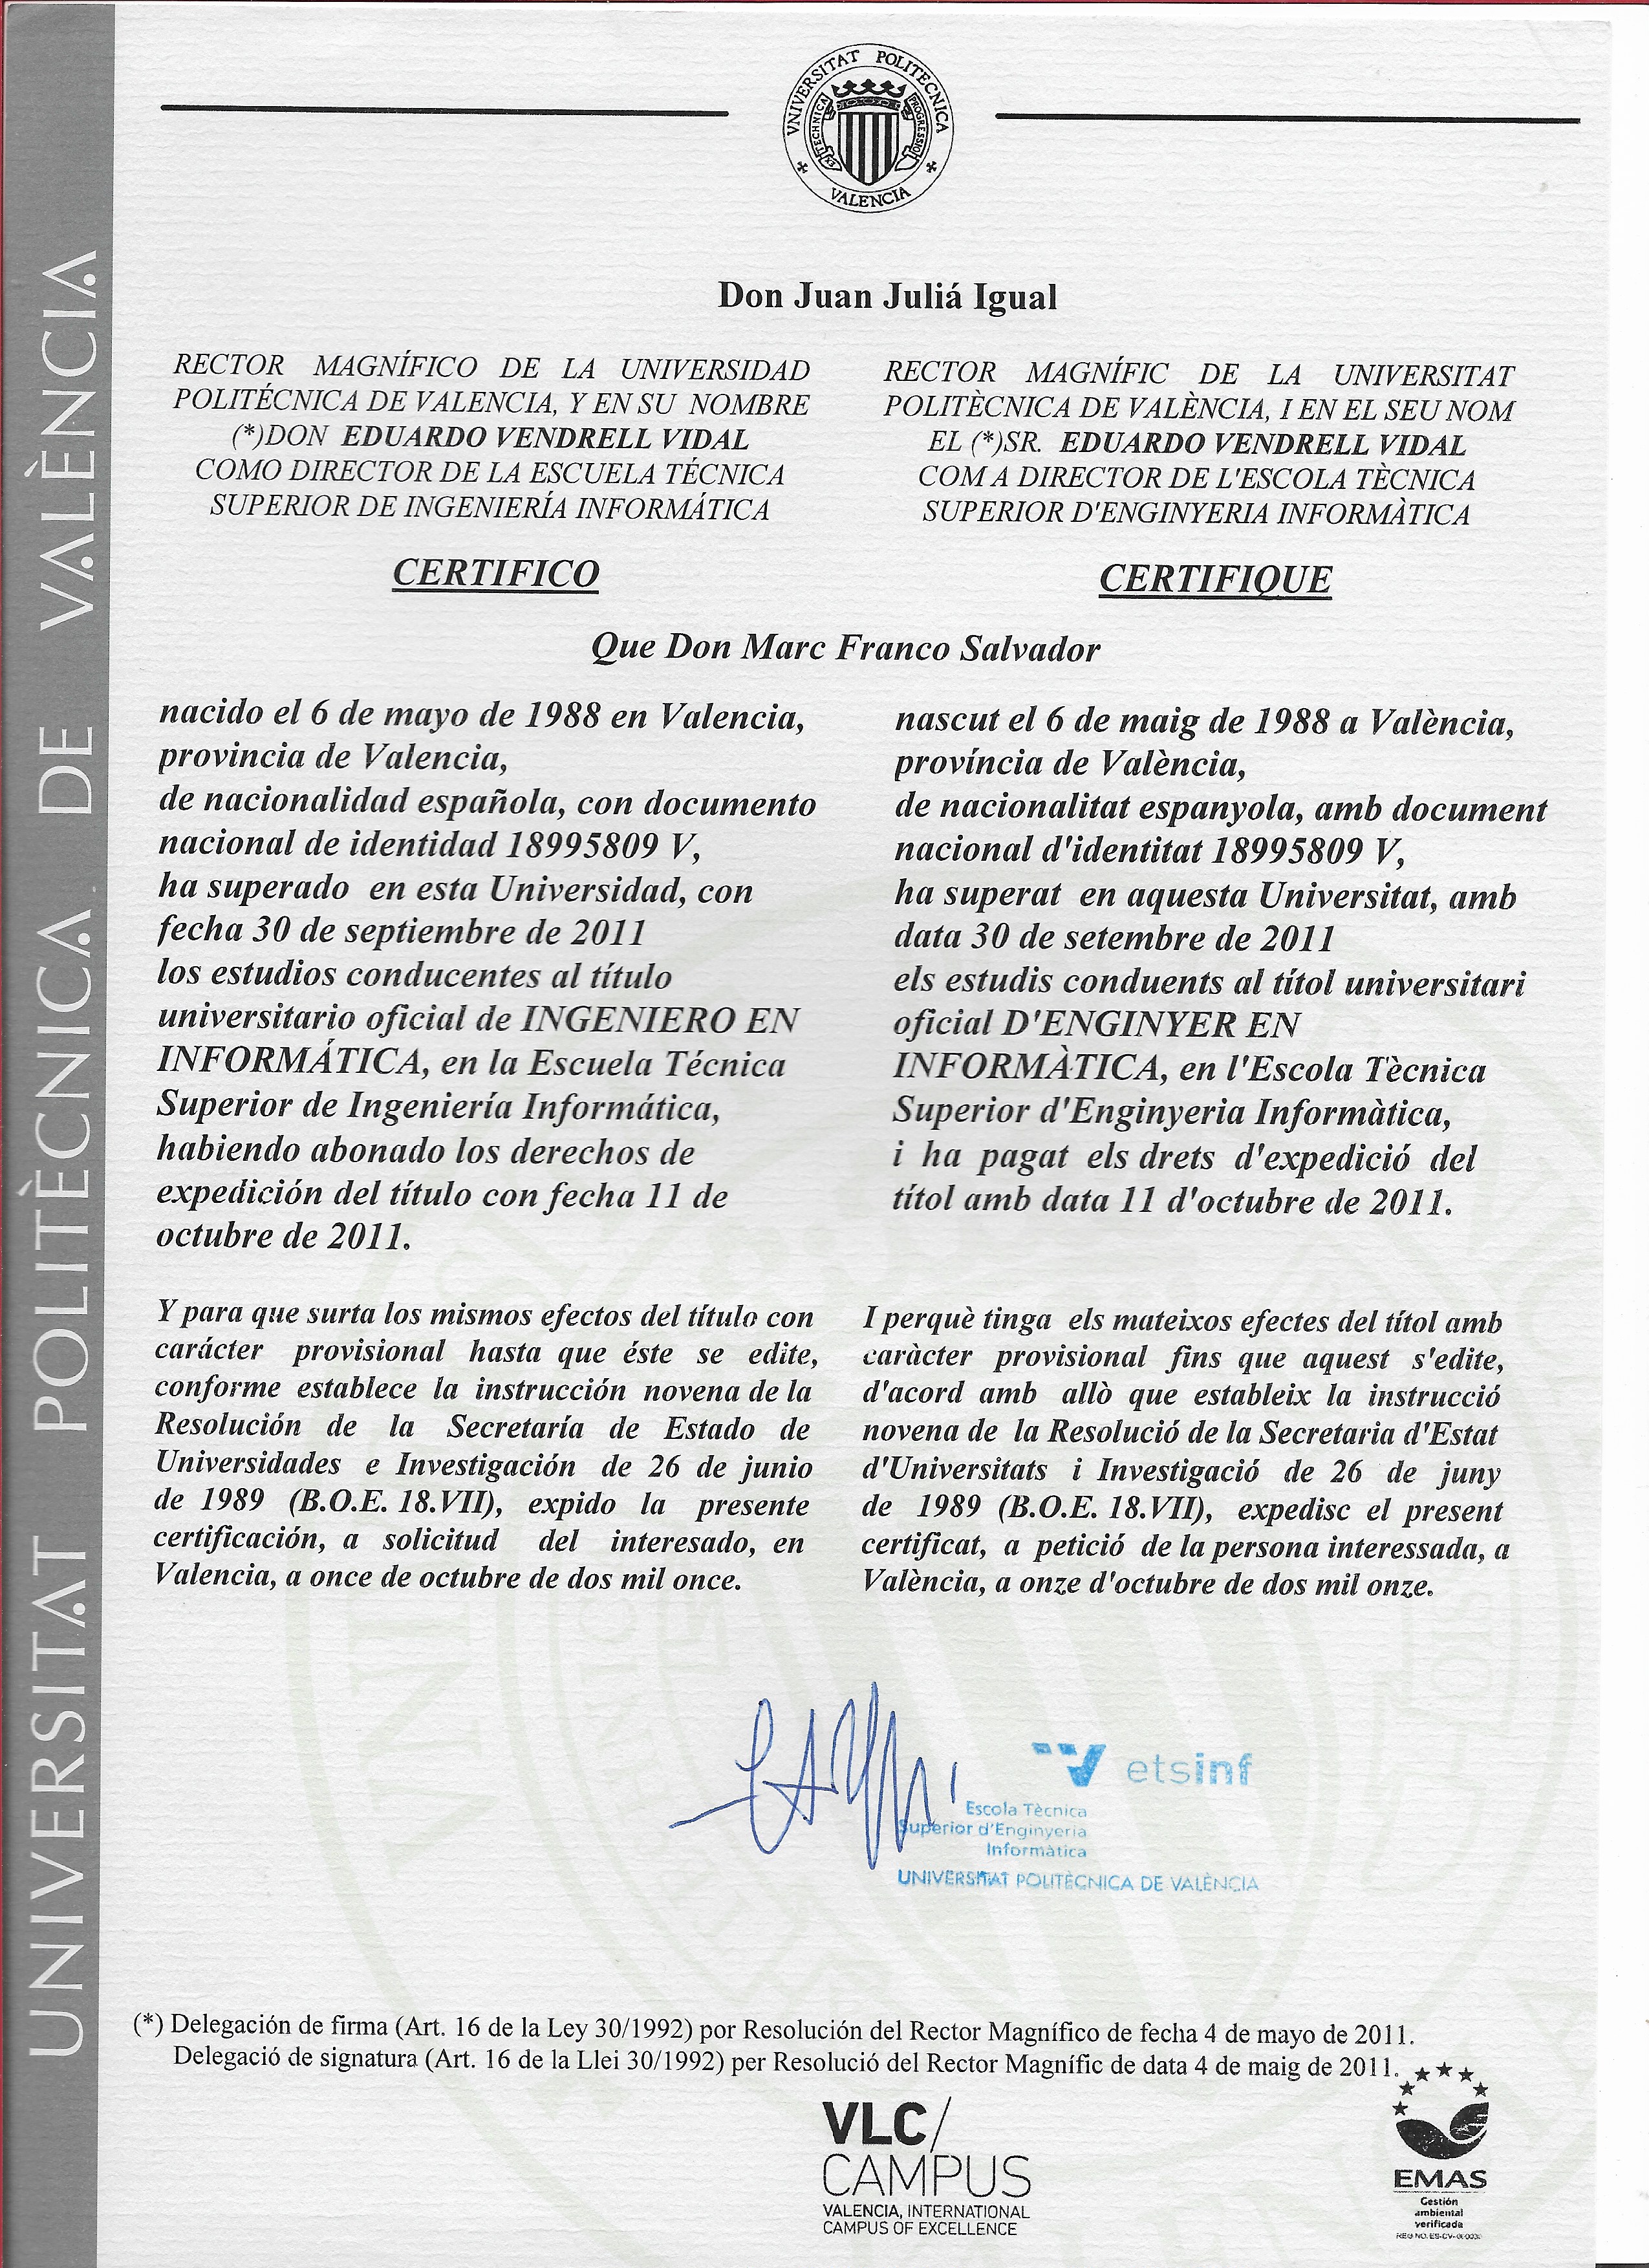 UNIVERSITAT POLITÈCNICA DE VALÈNCIA
VNIVERSITAT POLITECNICA
EX TECHNICA PROGRESSIO
VALENCIA
Don Juan Juliá Igual
RECTOR MAGNÍFICO DE LA UNIVERSIDAD
POLITÉCNICA DE VALENCIA, Y EN SU NOMBRE
(*)DON EDUARDO VENDRELL VIDAL
COMO DIRECTOR DE LA ESCUELA TÉCNICA
SUPERIOR DE INGENIERÍA INFORMÁTICA
CERTIFICO
RECTOR MAGNÍFIC DE LA UNIVERSITAT
POLITÈCNICA DE VALÈNCIA, I EN EL SEU NOM
EL (*)SR. EDUARDO VENDRELL VIDAL
COM A DIRECTOR DE L'ESCOLA TÈCNICA
SUPERIOR D'ENGINYERIA INFORMÀTICA
CERTIFIQUE
Que Don Marc Franco Salvador
nacido el 6 de mayo de 1988 en Valencia,
provincia de Valencia,
de nacionalidad española, con documento
nacional de identidad 18995809 V,
ha superado en esta Universidad, con
fecha 30 de septiembre de 2011
los estudios conducentes al título
universitario oficial de INGENIERO EN
INFORMÁTICA, en la Escuela Técnica
Superior de Ingeniería Informática,
habiendo abonado los derechos de
expedición del título con fecha 11 de
octubre de 2011.
nascut el 6 de maig de 1988 a València,
província de València,
de nacionalitat espanyola, amb document
nacional d'identitat 18995809 V,
ha superat en aquesta Universitat, amb
data 30 de setembre de 2011
els estudis conduents al títol universitari
oficial D'ENGINYER EN
INFORMÀTICA, en l'Escola Tècnica
Superior d'Enginyeria Informàtica,
i ha pagat els drets d'expedició del
títol amb data 11 d'octubre de 2011.
Y para que surta los mismos efectos del título con
carácter provisional hasta que éste se edite,
conforme establece la instrucción novena de la
Resolución de la Secretaría de Estado de
Universidades e Investigación de 26 de junio
de 1989 (B.O.E. 18.VII), expido la presente
certificación, a solicitud del interesado, en
Valencia, a once de octubre de dos mil once.
I perquè tinga els mateixos efectes del títol amb
caràcter provisional fins que aquest s'edite,
d'acord amb allò que estableix la instrucció
novena de la Resolució de la Secretaria d'Estat
d'Universitats i Investigació de 26 de juny
de 1989 (B.O.E. 18.VII), expedisc el present
certificat, a petició de la persona interessada, a
València, a onze d'octubre de dos mil onze.
etsinf
Escola Tècnica
Superior d'Enginyeria
Informàtica
UNIVERSITAT POLITÈCNICA DE VALÈNCIA
(*) Delegación de firma (Art. 16 de la Ley 30/1992) por Resolución del Rector Magnífico de fecha 4 de mayo de 2011.
Delegació de signatura (Art. 16 de la Llei 30/1992) per Resolució del Rector Magnífic de data 4 de maig de 2011.
VLC/
CAMPUS
VALENCIA, INTERNATIONAL
CAMPUS OF EXCELLENCE
EMAS
Gestión
ambiental
verificada
REG NO. ES-CV-